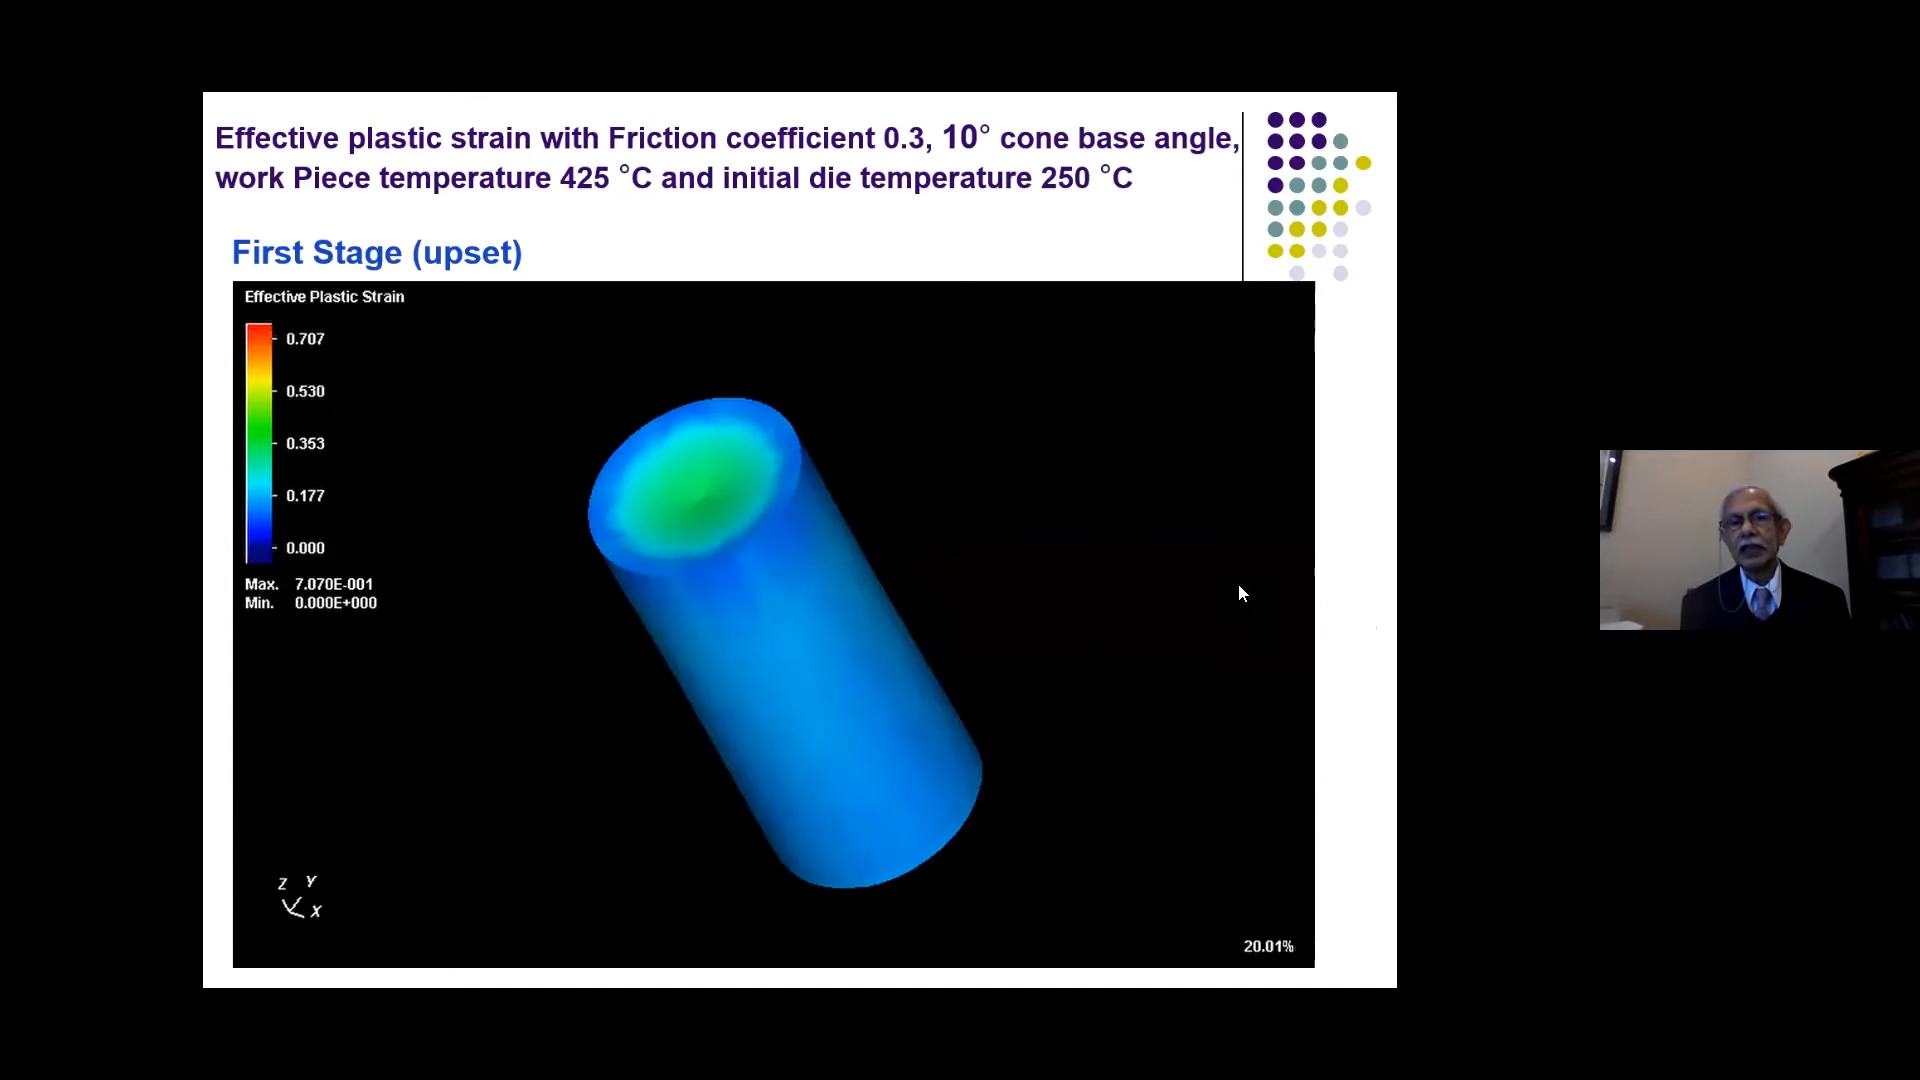 Effective plastic strain with Friction coefficient 0.3, 10° cone base angle,
work Piece temperature 425 °C and initial die temperature 250 °C
First Stage (upset)
Effective Plastic Strain
0.707
0.530
0.353
0.177
0.000
Max. 7.070E-001
Min. 0.000E+000
Z Y
X
20.01%